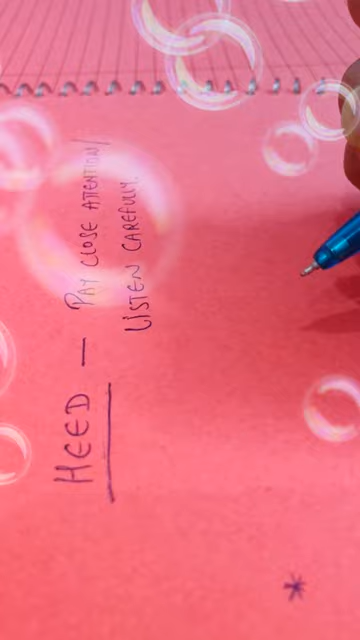 HEED — PAY CLOSE ATTENTION/
LISTEN CAREFULLY.
*